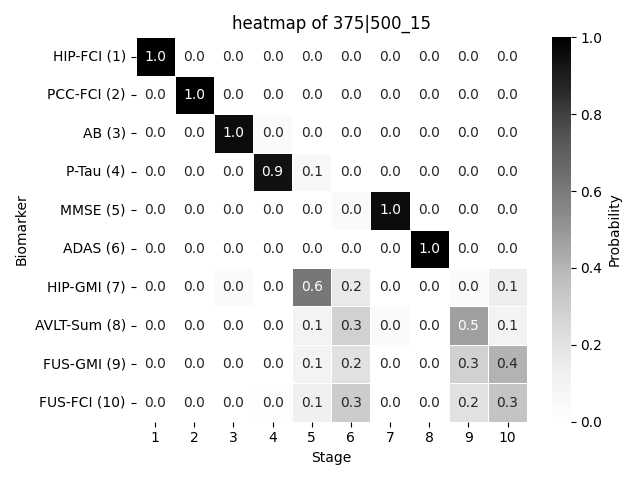 heatmap of 375|500_15
HIP-FCI (1) 1.0 0.0 0.0 0.0 0.0 0.0 0.0 0.0 0.0 0.0
PCC-FCI (2) 0.0 1.0 0.0 0.0 0.0 0.0 0.0 0.0 0.0 0.0
AB (3) 0.0 0.0 1.0 0.0 0.0 0.0 0.0 0.0 0.0 0.0
P-Tau (4) 0.0 0.0 0.0 0.9 0.1 0.0 0.0 0.0 0.0 0.0
MMSE (5) 0.0 0.0 0.0 0.0 0.0 0.0 1.0 0.0 0.0 0.0
ADAS (6) 0.0 0.0 0.0 0.0 0.0 0.0 0.0 1.0 0.0 0.0
HIP-GMI (7) 0.0 0.0 0.0 0.0 0.6 0.2 0.0 0.0 0.0 0.1
AVLT-Sum (8) 0.0 0.0 0.0 0.0 0.1 0.3 0.0 0.0 0.5 0.1
FUS-GMI (9) 0.0 0.0 0.0 0.0 0.1 0.2 0.0 0.0 0.3 0.4
FUS-FCI (10) 0.0 0.0 0.0 0.0 0.1 0.3 0.0 0.0 0.2 0.3
1 2 3 4 5 6 7 8 9 10
Stage
Biomarker
1.0
0.8
0.6
0.4
0.2
0.0
Probability